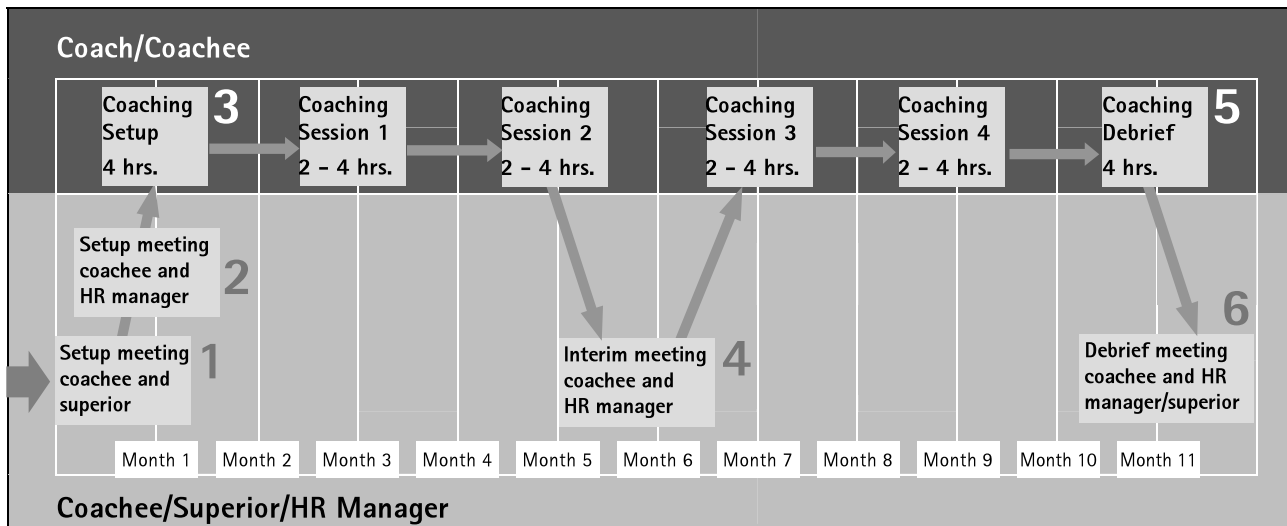 Coach/Coachee
Coaching
Setup
4 hrs.
3
Coaching
Session 1
2 – 4 hrs.
Coaching
Session 2
2 – 4 hrs.
Coaching
Session 3
2 – 4 hrs.
Coaching
Session 4
2 – 4 hrs.
Coaching
Debrief
4 hrs.
5
Setup meeting
coachee and
HR manager
2
Setup meeting
coachee and
superior
1
Interim meeting
coachee and
HR manager
4
6
Debrief meeting
coachee and HR
manager/superior
Month 1
Month 2
Month 3
Month 4
Month 5
Month 6
Month 7
Month 8
Month 9
Month 10
Month 11
Coachee/Superior/HR Manager